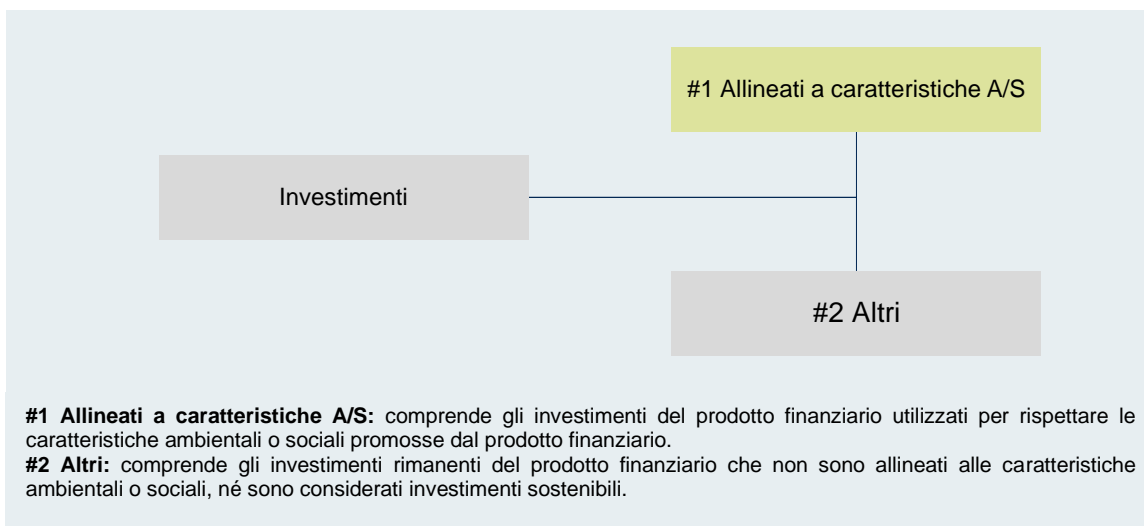 #1 Allineati a caratteristiche A/S
Investimenti
#2 Altri
#1 Allineati a caratteristiche A/S: comprende gli investimenti del prodotto finanziario utilizzati per rispettare le
caratteristiche ambientali o sociali promosse dal prodotto finanziario.
#2 Altri: comprende gli investimenti rimanenti del prodotto finanziario che non sono allineati alle caratteristiche
ambientali o sociali, né sono considerati investimenti sostenibili.